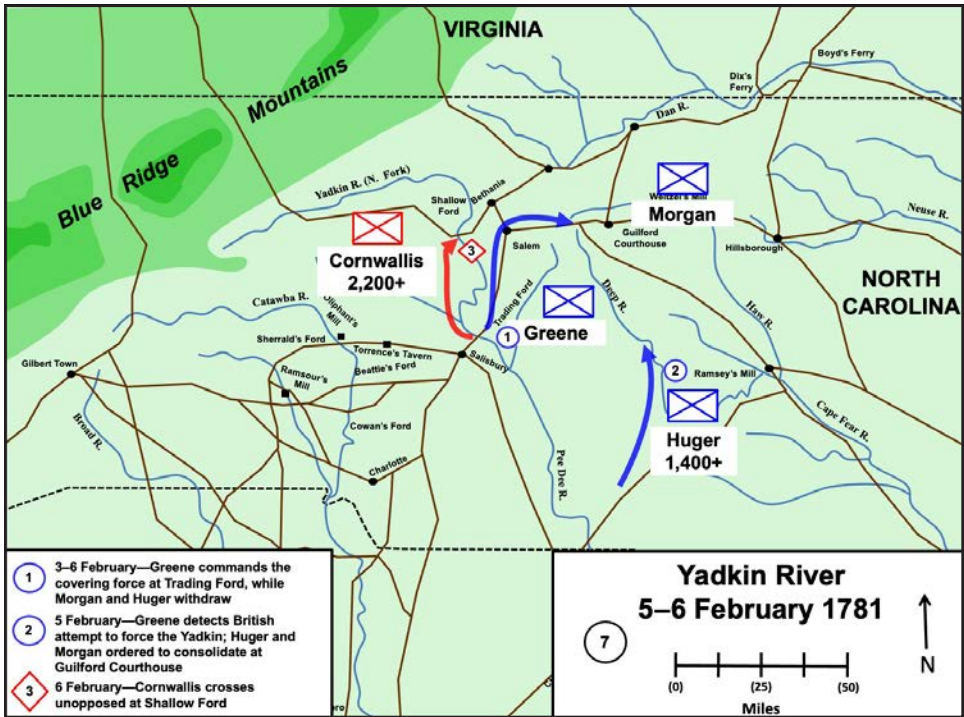 VIRGINIA
Boyd's Ferry
Dix's
Ferry
Dan R.
Blue Ridge Mountains
Yadkin R. (N. Fork)
Shallow
Ford
Bethania
Weitzel's Mill
Morgan
Neuse R.
Salem
Guilford
Courthouse
Hillsborough
Cornwallis
2,200+
3
NORTH
CAROLINA
Catawba R.
Oliphant's
Mill
Trading Ford
Deep R.
Haw R.
Greene
1
Sherrald's Ford
Torrence's Tavern
Salisbury
Gilbert Town
Beattie's Ford
Ramsour's
Mill
2
Ramsey's Mill
Broad R.
Cowan's Ford
Huger
1,400+
Cape Fear R.
Charlotte
Pee Dee R.
1
3–6 February—Greene commands the
covering force at Trading Ford, while
Morgan and Huger withdraw
2
5 February—Greene detects British
attempt to force the Yadkin; Huger and
Morgan ordered to consolidate at
Guilford Courthouse
3
6 February—Cornwallis crosses
unopposed at Shallow Ford
Yadkin River
5–6 February 1781
7
(0)
(25)
(50)
Miles
N